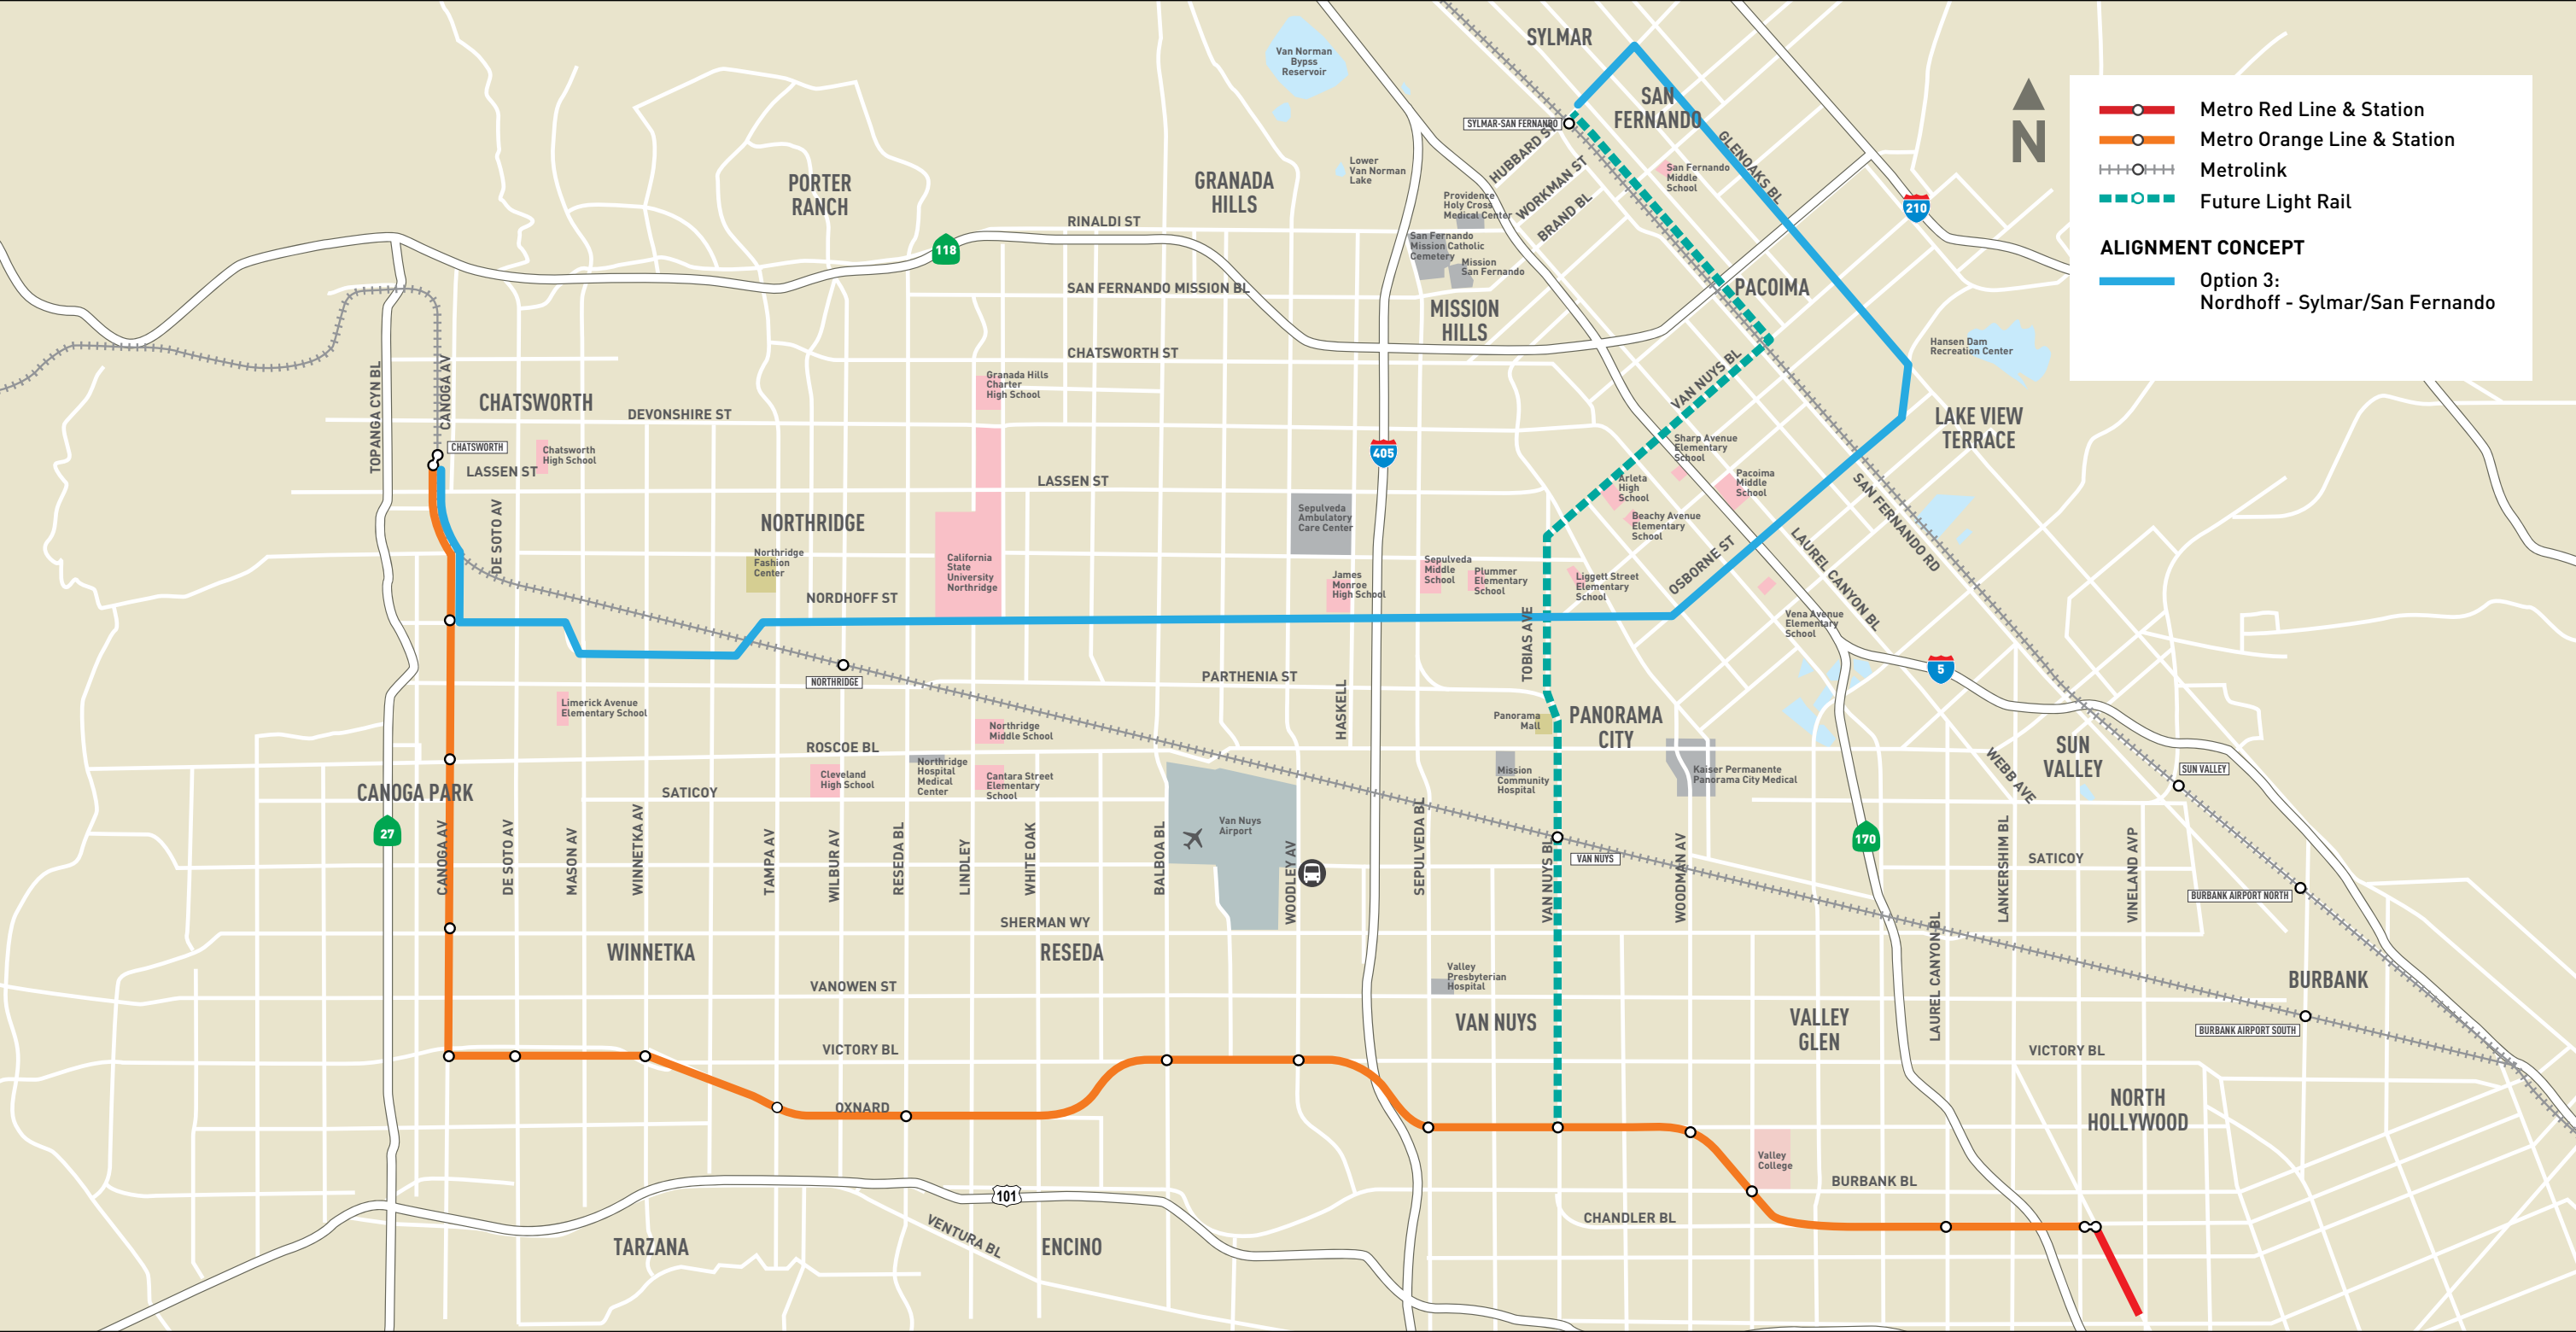 SYLMAR
Van Norman
Bypss
Reservoir
SAN
FERNANDO
SYLMAR-SAN FERNANDO
HUBBARD ST
GLENOAKS BL
WORKMAN ST
BRAND BL
Lower
Van Norman
Lake
San Fernando
Middle
School
PORTER
RANCH
GRANADA
HILLS
Providence
Holy Cross
Medical Center
RINALDI ST
118
210
San Fernando
Mission Catholic
Cemetery
Mission
San Fernando
SAN FERNANDO MISSION BL
PACOIMA
MISSION
HILLS
N
Metro Red Line & Station
Metro Orange Line & Station
Metrolink
Future Light Rail
ALIGNMENT CONCEPT
Option 3:
Nordhoff - Sylmar/San Fernando
CHATSWORTH ST
Hansen Dam
Recreation Center
TOPANGA CYN BL
CANOGA AV
Granada Hills
Charter
High School
VAN NUYS BL
CHATSWORTH
DEVONSHIRE ST
LAKE VIEW
TERRACE
CHATSWORTH
Chatsworth
High School
LASSEN ST
405
LASSEN ST
Sharp Avenue
Elementary
School
Pacoima
Middle
School
Arleta
High
School
SAN FERNANDO RD
NORTHRIDGE
DE SOTO AV
Sepulveda
Ambulatory
Care Center
Beachy Avenue
Elementary
School
LAUREL CANYON BL
Northridge
Fashion
Center
California
State
University
Northridge
James
Monroe
High School
Sepulveda
Middle
School
Plummer
Elementary
School
Liggett Street
Elementary
School
OSBORNE ST
NORDHOFF ST
TOBIAS AVE
Vena Avenue
Elementary
School
5
NORTHRIDGE
PARTHENIA ST
HASKELL
Limerick Avenue
Elementary School
Northridge
Middle School
Panorama
Mall
PANORAMA
CITY
ROSCOE BL
Cleveland
High School
Northridge
Hospital
Medical
Center
Cantara Street
Elementary
School
Mission
Community
Hospital
Kaiser Permanente
Panorama City Medical
WEBB AVE
SUN
VALLEY
SUN VALLEY
CANOGA PARK
SATICOY
27
CANOGA AV
DE SOTO AV
MASON AV
WINNETKA AV
TAMPA AV
WILBUR AV
RESEDA BL
LINDLEY
WHITE OAK
BALBOA BL
Van Nuys
Airport
WOODLEY AV
SEPULVEDA BL
VAN NUYS BL
VAN NUYS
WOODMAN AV
170
LAUREL CANYON BL
LANKERSHIM BL
SATICOY
VINELAND AVP
BURBANK AIRPORT NORTH
SHERMAN WY
WINNETKA
RESEDA
VANOWEN ST
Valley
Presbyterian
Hospital
VAN NUYS
VALLEY
GLEN
BURBANK
BURBANK AIRPORT SOUTH
VICTORY BL
VICTORY BL
OXNARD
NORTH
HOLLYWOOD
Valley
College
BURBANK BL
101
CHANDLER BL
TARZANA
VENTURA BL
ENCINO